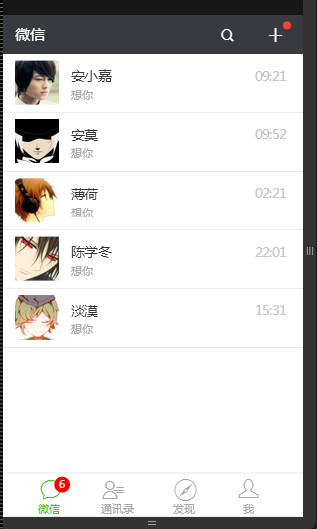 微信
安小嘉 09:21
想你
安莫 09:52
想你
薄荷 02:21
想你
陈学冬 22:01
想你
淡漠 15:31
想你
6
微信 通讯录 发现 我